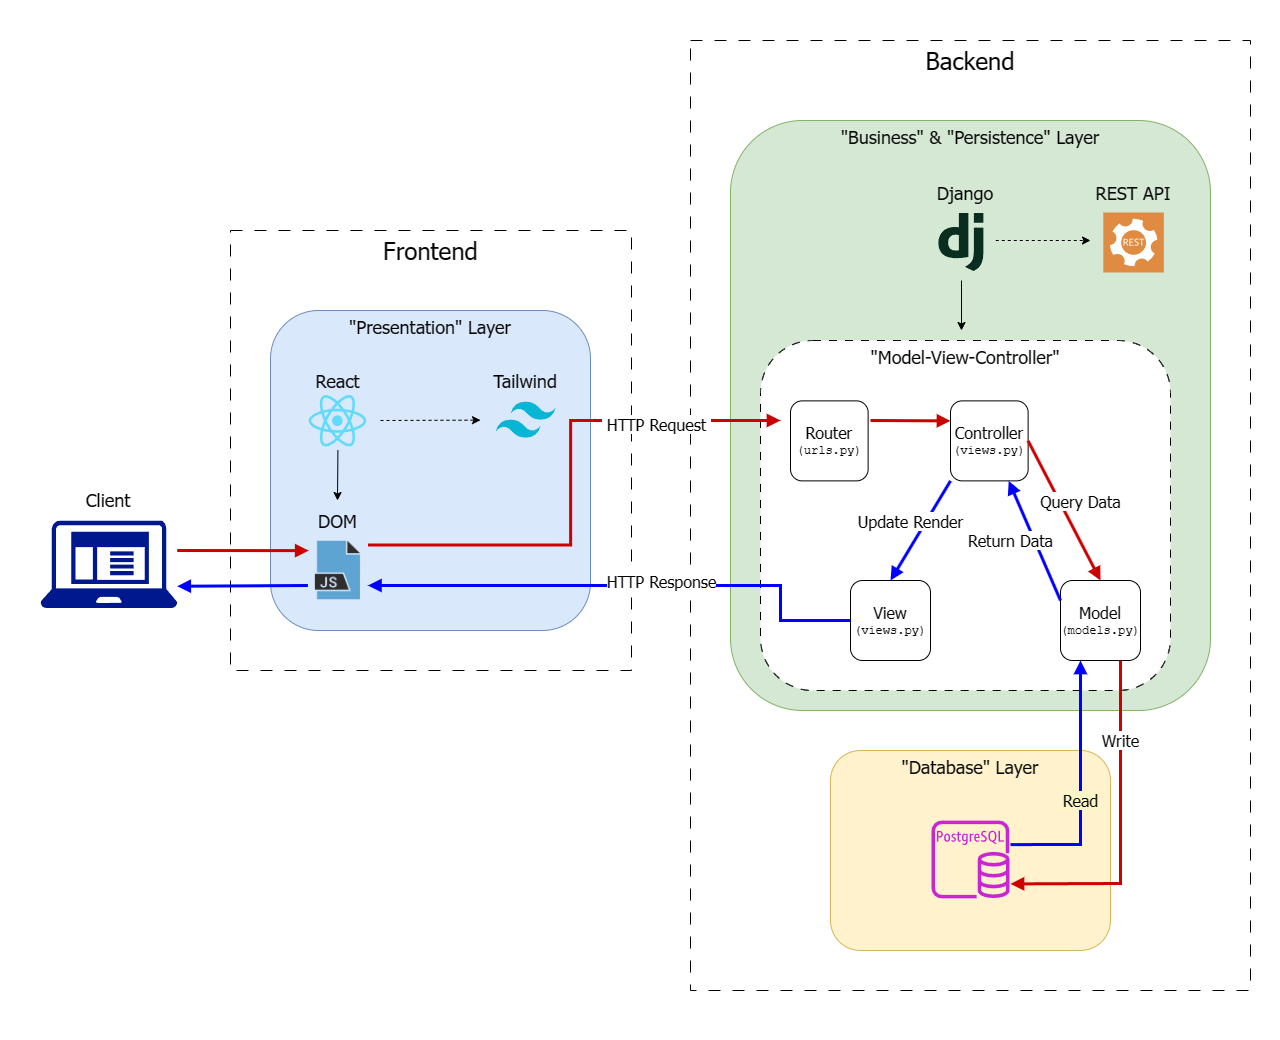 Backend
"Business" & "Persistence" Layer
Django
REST API
REST
dj
Frontend
"Presentation" Layer
"Model-View-Controller"
React
Tailwind
HTTP Request
Router
(urls.py)
Controller
(views.py)
Client
DOM
JS
Query Data
Update Render
Return Data
HTTP Response
View
(views.py)
Model
(models.py)
Write
"Database" Layer
Read
PostgreSQL